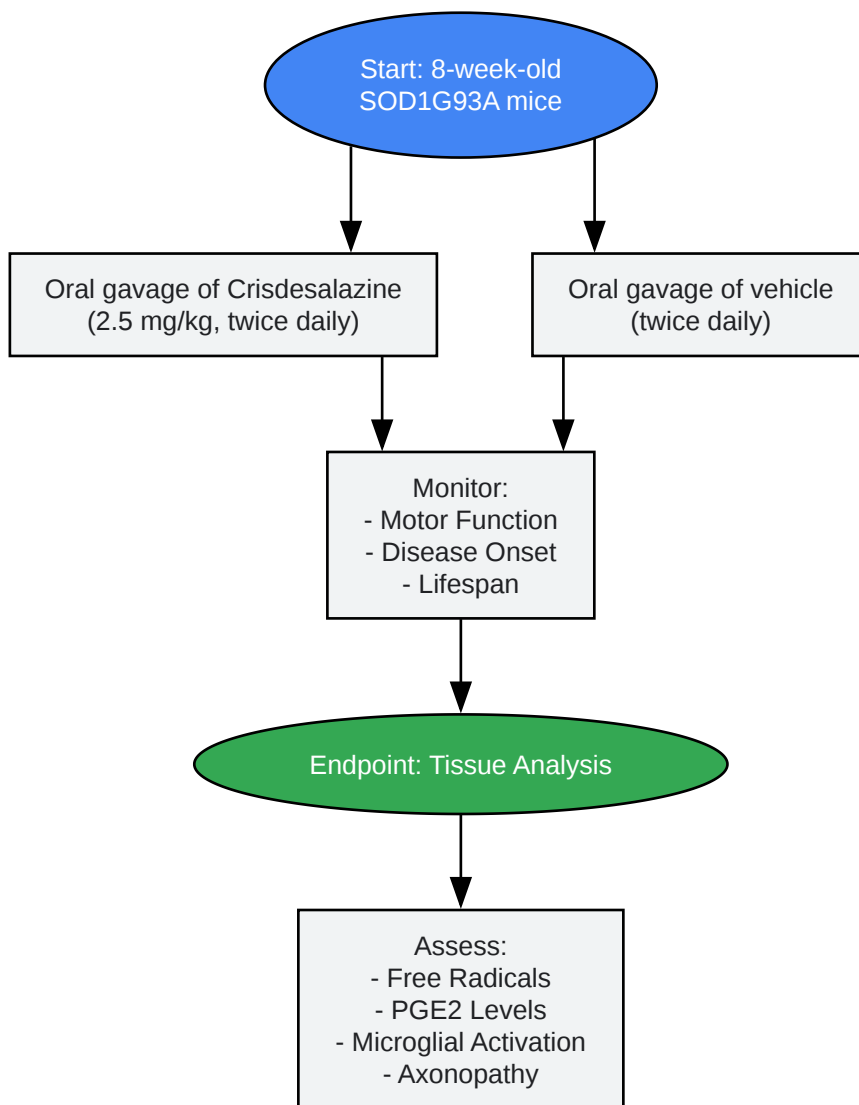 Start: 8-week-old
SOD1G93A mice
Oral gavage of Crisdesalazine
(2.5 mg/kg, twice daily)
Oral gavage of vehicle
(twice daily)
Monitor:
- Motor Function
- Disease Onset
- Lifespan
Endpoint: Tissue Analysis
Assess:
- Free Radicals
- PGE2 Levels
- Microglial Activation
- Axonopathy